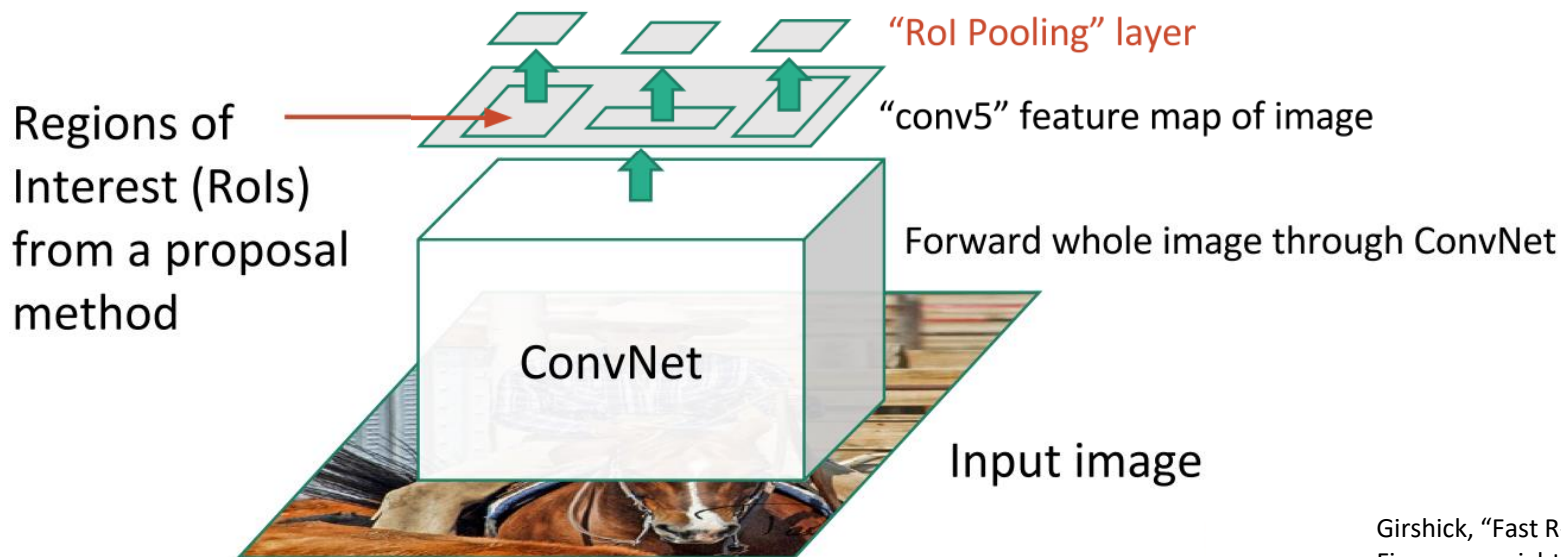 “RoI Pooling” layer
“conv5” feature map of image
Regions of
Interest (RoIs)
from a proposal
method
Forward whole image through ConvNet
ConvNet
Input image
Girshick, “Fast R